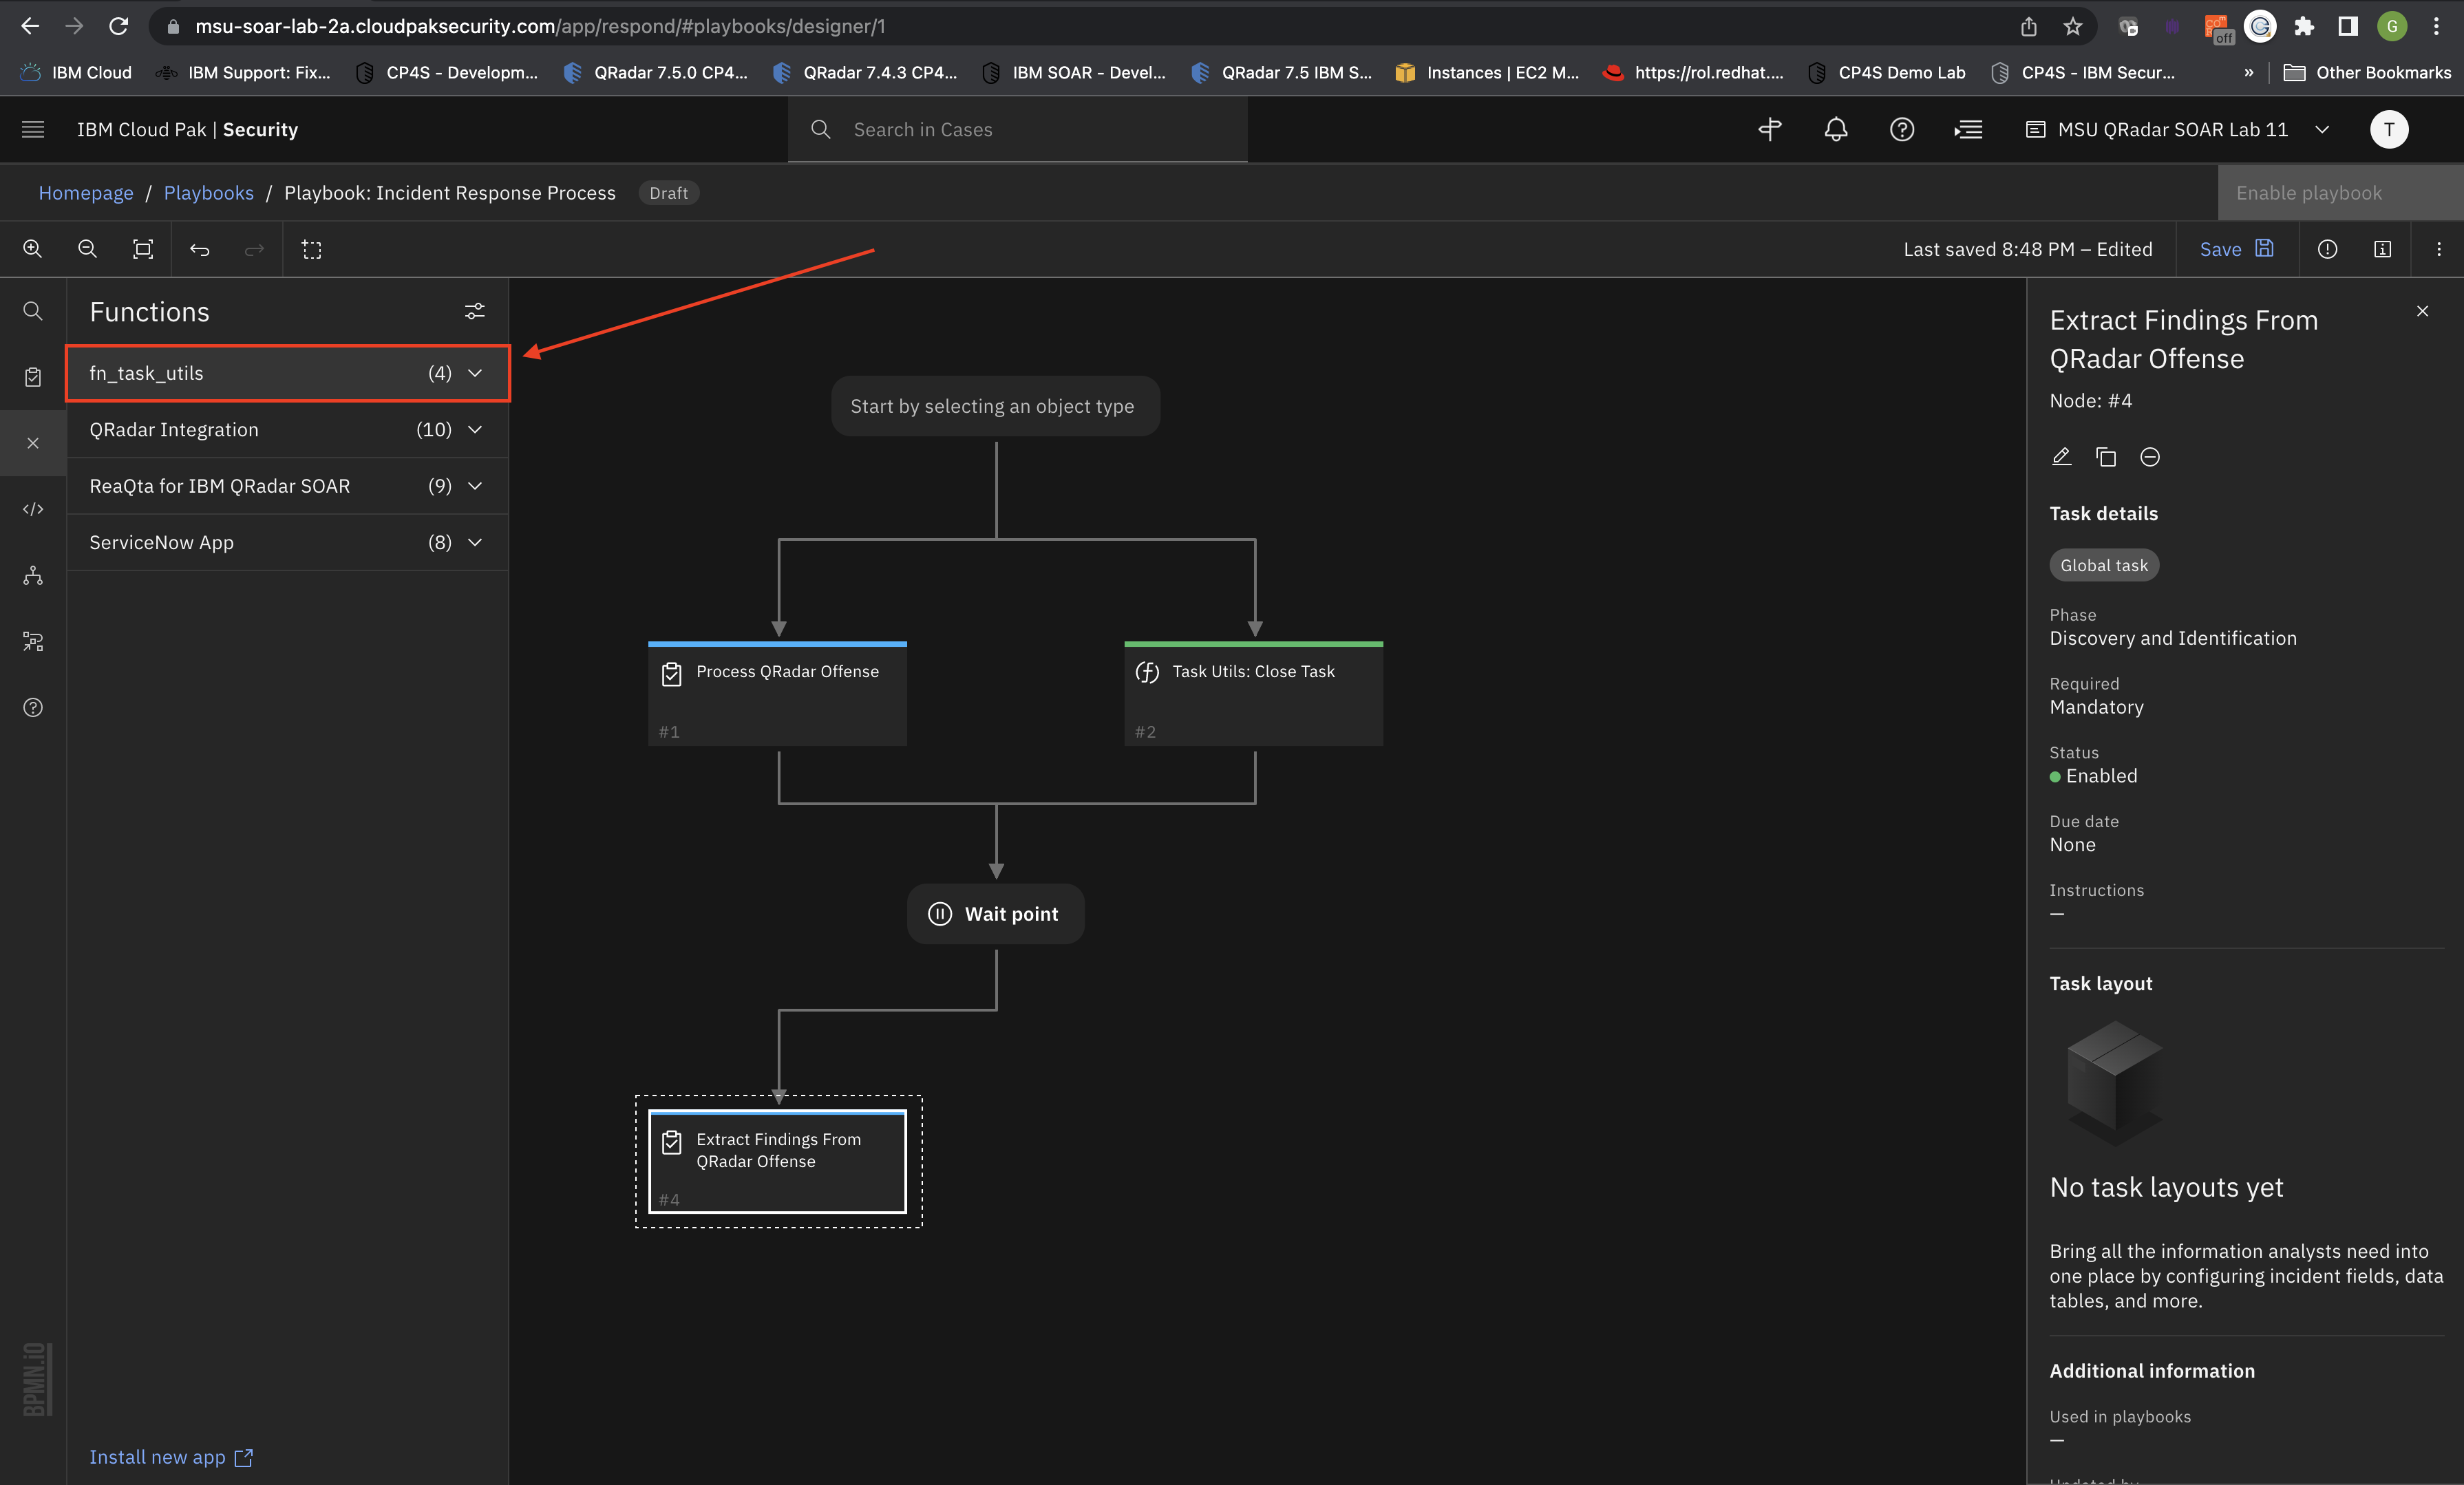 msu-soar-lab-2a.cloudpaksecurity.com/app/respond/#playbooks/designer/1
off
G
IBM Cloud
IBM Support: Fix...
CP4S - Developm...
QRadar 7.5.0 CP4...
QRadar 7.4.3 CP4...
IBM SOAR - Devel...
QRadar 7.5 IBM S...
Instances | EC2 M...
https://rol.redhat....
CP4S Demo Lab
CP4S - IBM Secur...
»
Other Bookmarks
IBM Cloud Pak | Security
Search in Cases
MSU QRadar SOAR Lab 11
T
Homepage / Playbooks / Playbook: Incident Response Process
Draft
Enable playbook
Last saved 8:48 PM – Edited
Save
Functions
fn_task_utils (4)
QRadar Integration (10)
ReaQta for IBM QRadar SOAR (9)
ServiceNow App (8)
BPMN.iO
Install new app
Start by selecting an object type
Process QRadar Offense
#1
Task Utils: Close Task
#2
Wait point
Extract Findings From
QRadar Offense
#4
Extract Findings From
QRadar Offense
Node: #4
Task details
Global task
Phase
Discovery and Identification
Required
Mandatory
Status
Enabled
Due date
None
Instructions
—
Task layout
No task layouts yet
Bring all the information analysts need into
one place by configuring incident fields, data
tables, and more.
Additional information
Used in playbooks
—